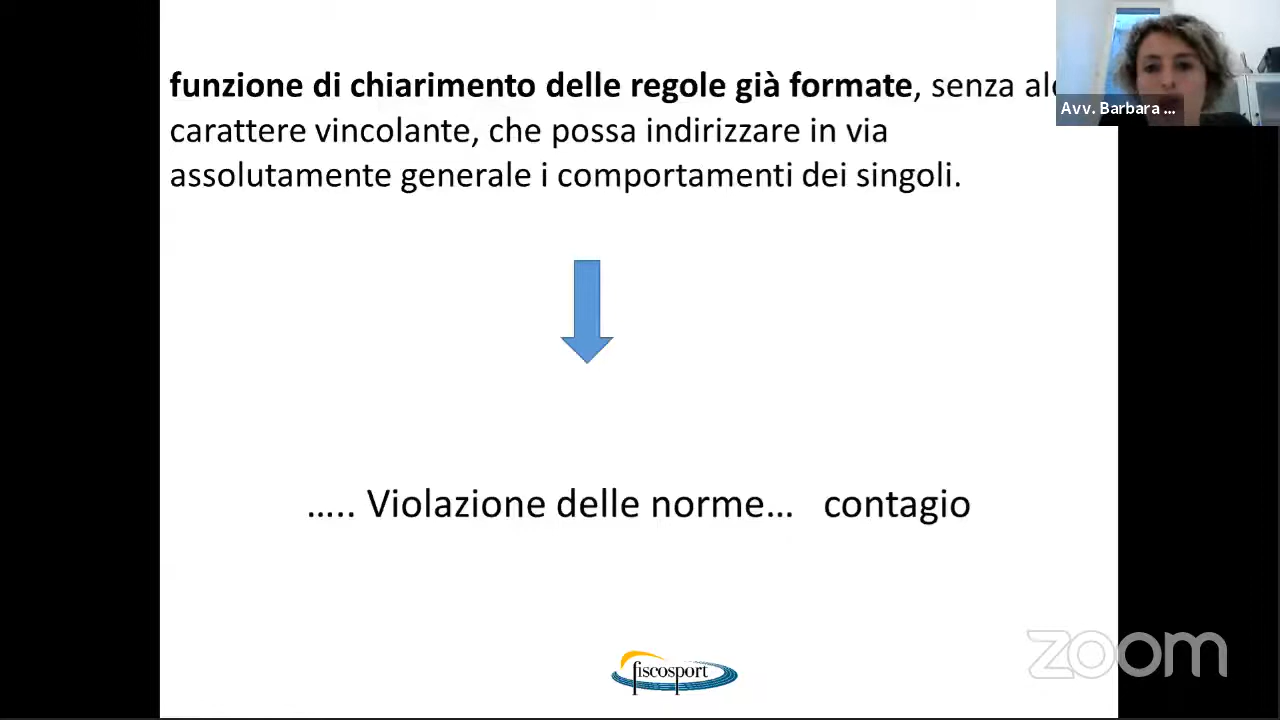 funzione di chiarimento delle regole già formate, senza
carattere vincolante, che possa indirizzare in via
assolutamente generale i comportamenti dei singoli.
Avv. Barbara ...
….. Violazione delle norme… contagio
fiscosport
zoom